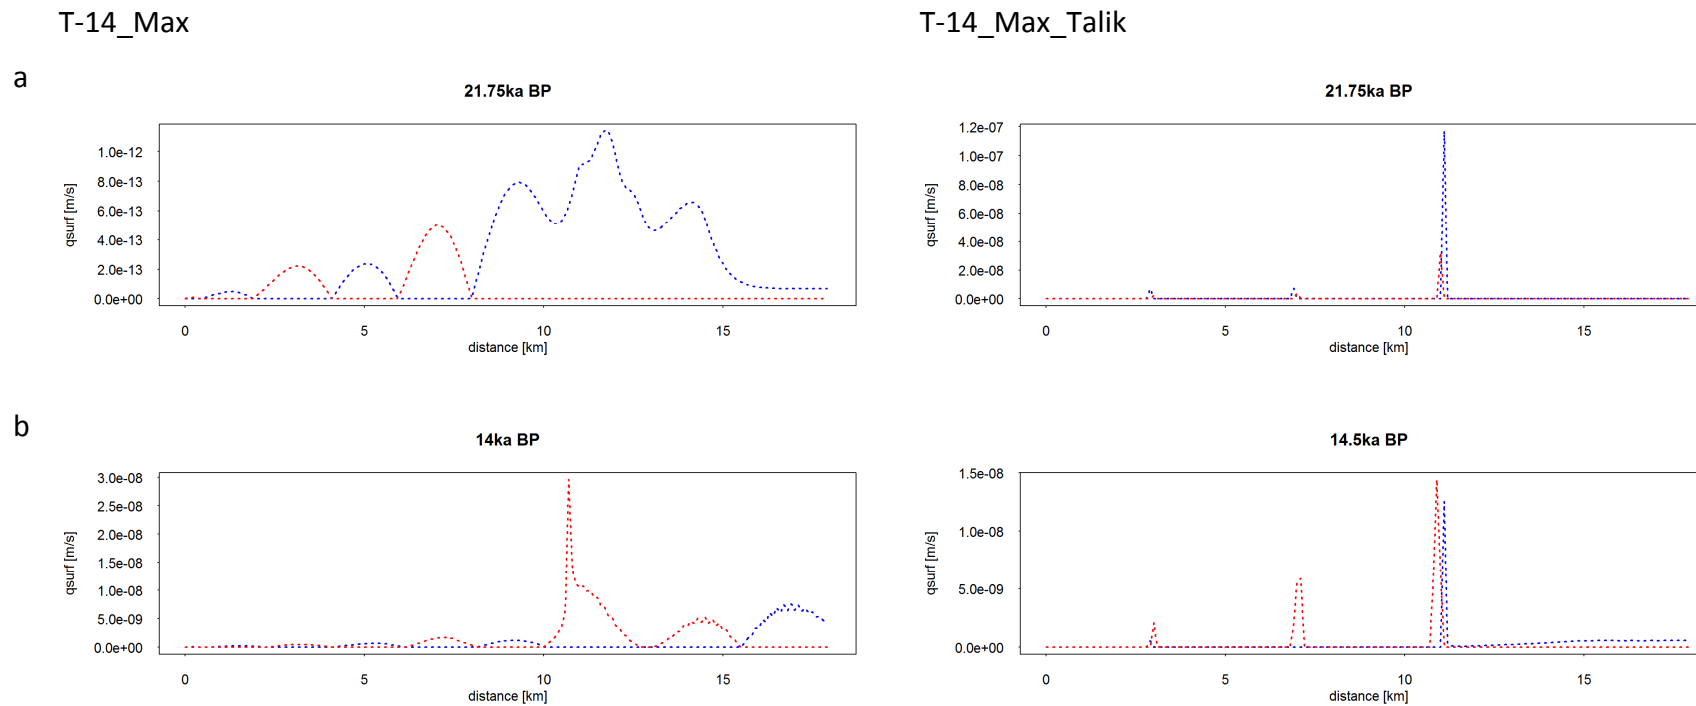 T-14_Max
T-14_Max_Talik
a
21.75ka BP
qsurf [m/s]
1.0e-12
8.0e-13
6.0e-13
4.0e-13
2.0e-13
0.0e+00
0 5 10 15
distance [km]
21.75ka BP
qsurf [m/s]
1.2e-07
1.0e-07
8.0e-08
6.0e-08
4.0e-08
2.0e-08
0.0e+00
0 5 10 15
distance [km]
b
14ka BP
qsurf [m/s]
3.0e-08
2.5e-08
2.0e-08
1.5e-08
1.0e-08
5.0e-09
0.0e+00
0 5 10 15
distance [km]
14.5ka BP
qsurf [m/s]
1.5e-08
1.0e-08
5.0e-09
0.0e+00
0 5 10 15
distance [km]